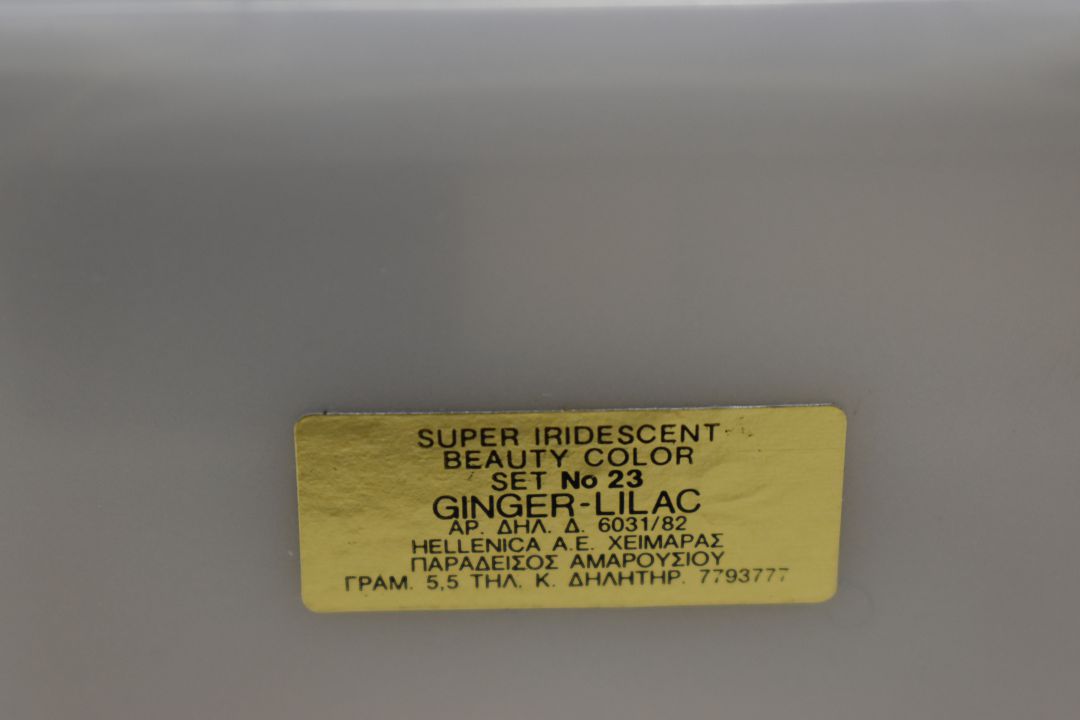 SUPER IRIDESCENT
BEAUTY COLOR
SET No 23
GINGER-LILAC
ΑΡ. ΔΗΛ. Δ. 6031/82
HELLENICA A.E. ΧΕΙΜΑΡΑΣ
ΠΑΡΑΔΕΙΣΟΣ ΑΜΑΡΟΥΣΙΟΥ
ΓΡΑΜ. 5,5 ΤΗΛ. Κ. ΔΗΛΗΤΗΡ. 7793777